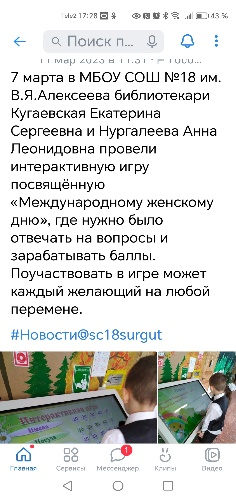 Tele2 17:28
43 %
Поиск п...
11 мар 2023 в 11:31
7 марта в МБОУ СОШ №18 им.
В.Я.Алексеева библиотекари
Кугаевская Екатерина
Сергеевна и Нургалеева Анна
Леонидовна провели
интерактивную игру
посвящённую
«Международному женскому
дню», где нужно было
отвечать на вопросы и
зарабатывать баллы.
Поучаствовать в игре может
каждый желающий на любой
перемене.
#Новости@sc18surgut
Интерактивная игра
1
Главная
Сервисы
Мессенджер
Клипы
Видео